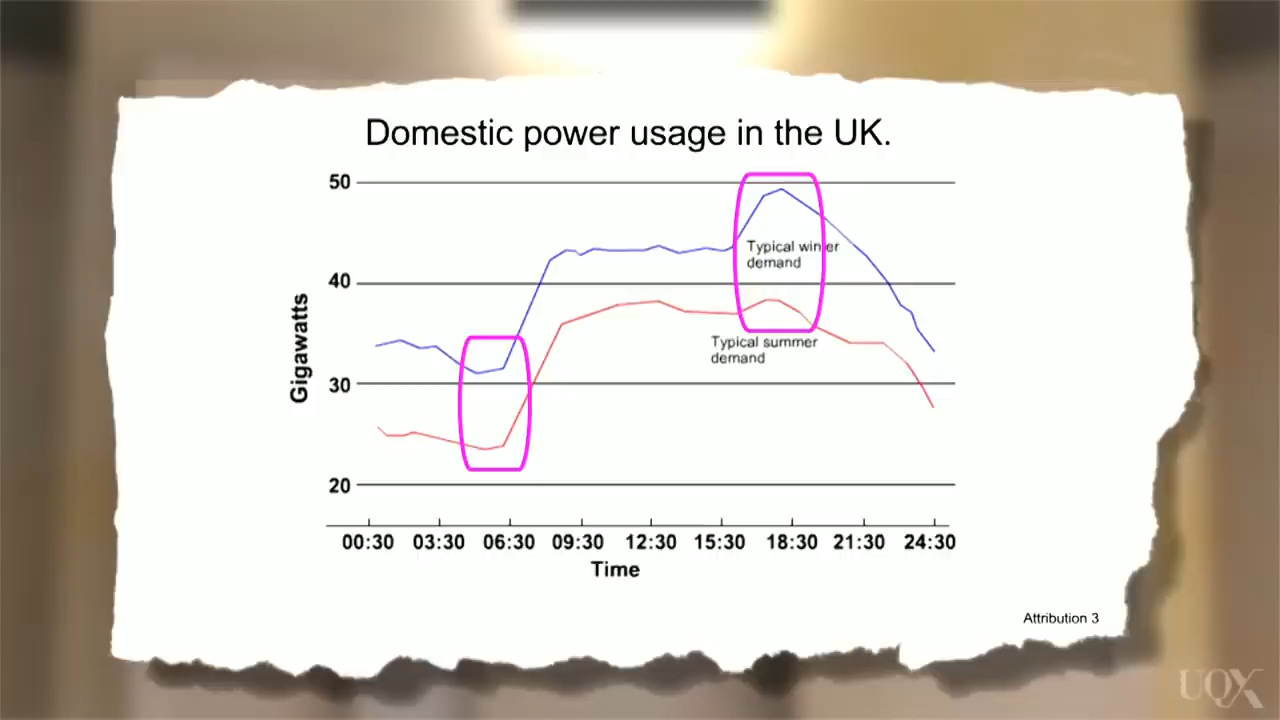 Domestic power usage in the UK.
50
Typical winter
demand
40
Typical summer
demand
Gigawatts
30
20
00:30 03:30 06:30 09:30 12:30 15:30 18:30 21:30 24:30
Time
Attribution 3
UQX